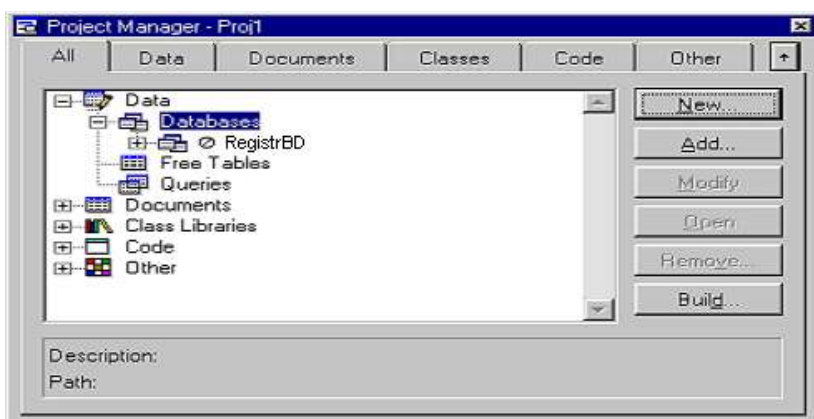 Project Manager - Proj1
All Data Documents Classes Code Other
Data
Databases
RegistrBD
Free Tables
Queries
Documents
Class Libraries
Code
Other
New...
Add...
Modify
Open
Remove...
Build...
Description:
Path: